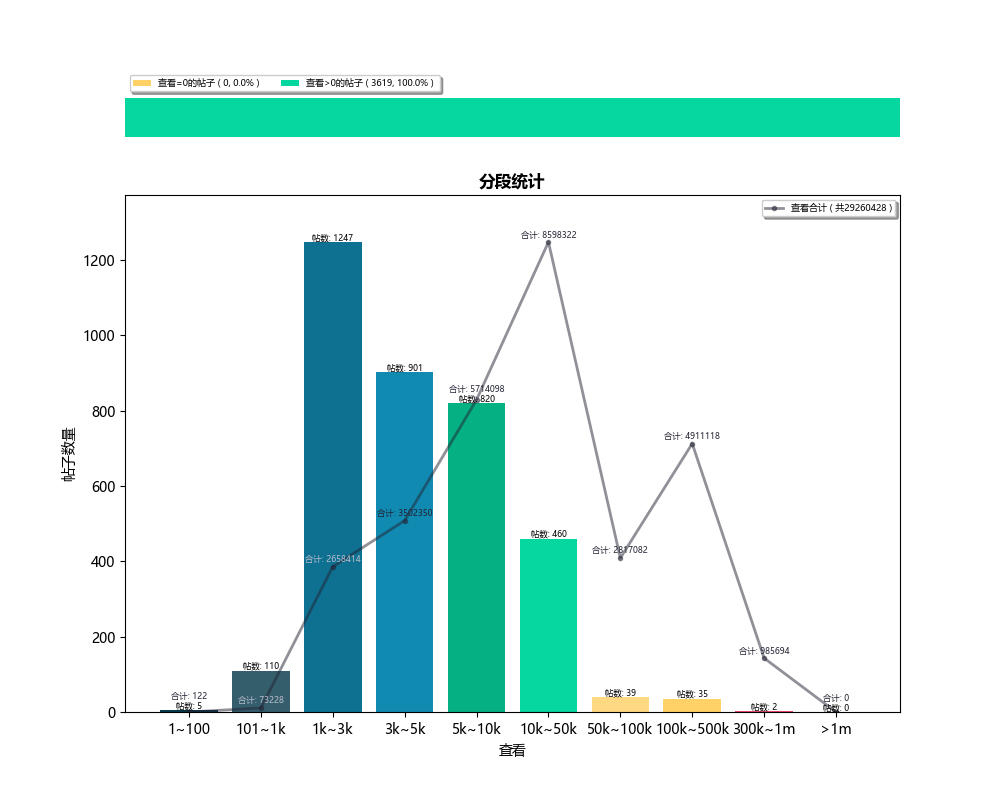 查看=0的帖子 ( 0, 0.0% )
查看>0的帖子 ( 3619, 100.0% )
分段统计
查看合计 ( 共29260428 )
帖子数量
1200
1000
800
600
400
200
0
合计: 122
帖数: 5
帖数: 110
合计: 73228
帖数: 1247
合计: 2658414
帖数: 901
合计: 3502350
合计: 5714098
帖数: 820
合计: 8598322
帖数: 460
合计: 2817082
帖数: 39
合计: 4911118
帖数: 35
合计: 985694
帖数: 2
合计: 0
帖数: 0
1~100
101~1k
1k~3k
3k~5k
5k~10k
10k~50k
50k~100k
100k~500k
300k~1m
>1m
查看